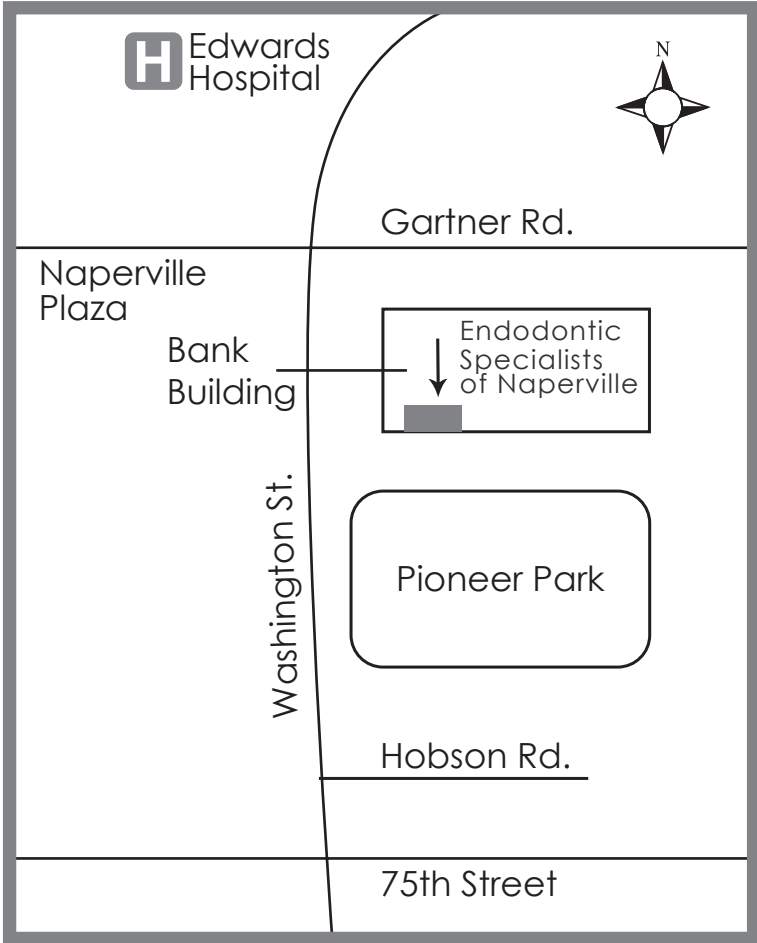 H
Edwards
Hospital
N
Gartner Rd.
Naperville
Plaza
Bank
Building
Endodontic
Specialists
of Naperville
Washington St.
Pioneer Park
Hobson Rd.
75th Street